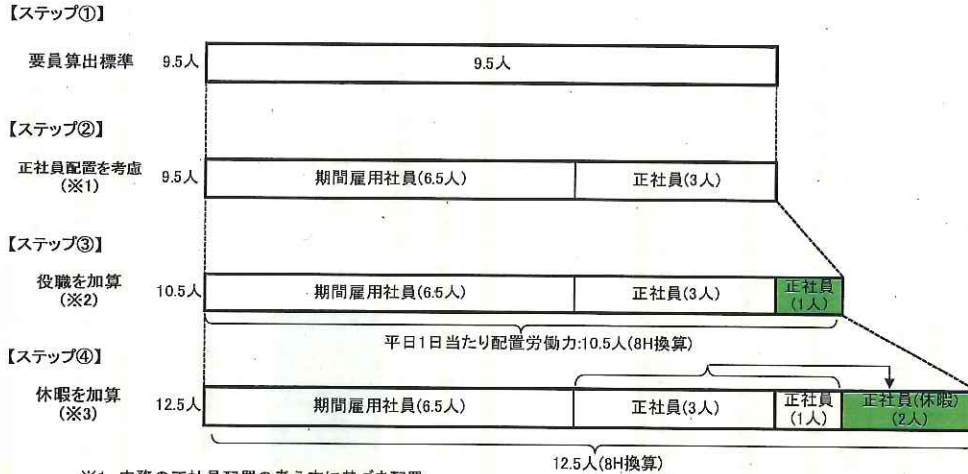 【ステップ①】
要員算出標準 9.5人 9.5人
【ステップ②】
正社員配置を考慮
(※1) 9.5人 期間雇用社員(6.5人) 正社員(3人)
【ステップ③】
役職を加算
(※2) 10.5人 期間雇用社員(6.5人) 正社員(3人) 正社員
(1人)
平日1日当たり配置労働力:10.5人(8H換算)
【ステップ④】
休暇を加算
(※3) 12.5人 期間雇用社員(6.5人) 正社員(3人) 正社員
(1人) 正社員(休暇)
(2人)
12.5人(8H換算)